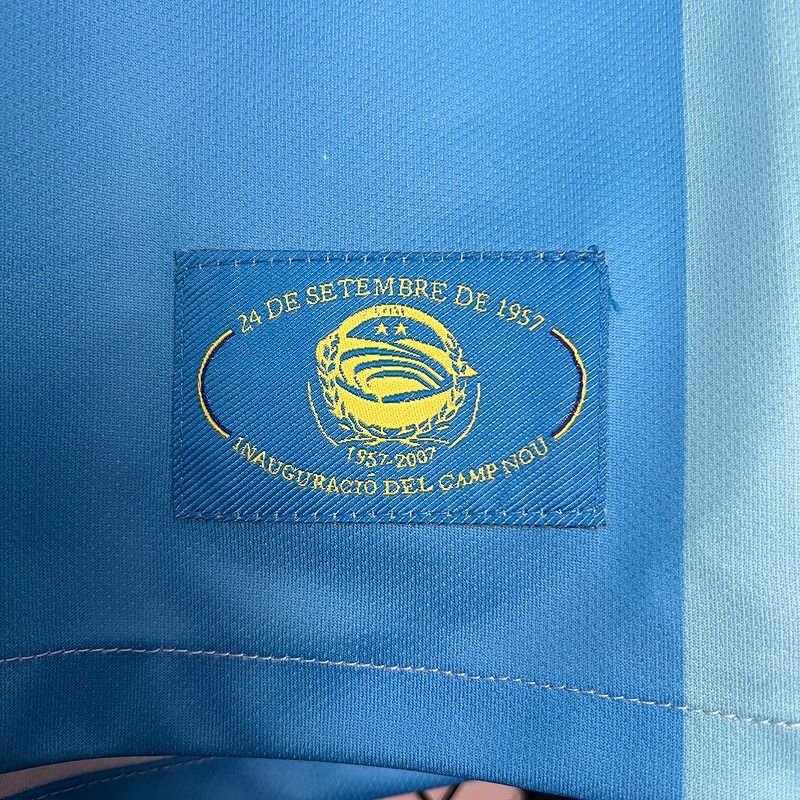 24 DE SETEMBRE DE 1957
1957-2007
INAUGURACIÓ DEL CAMP NOU